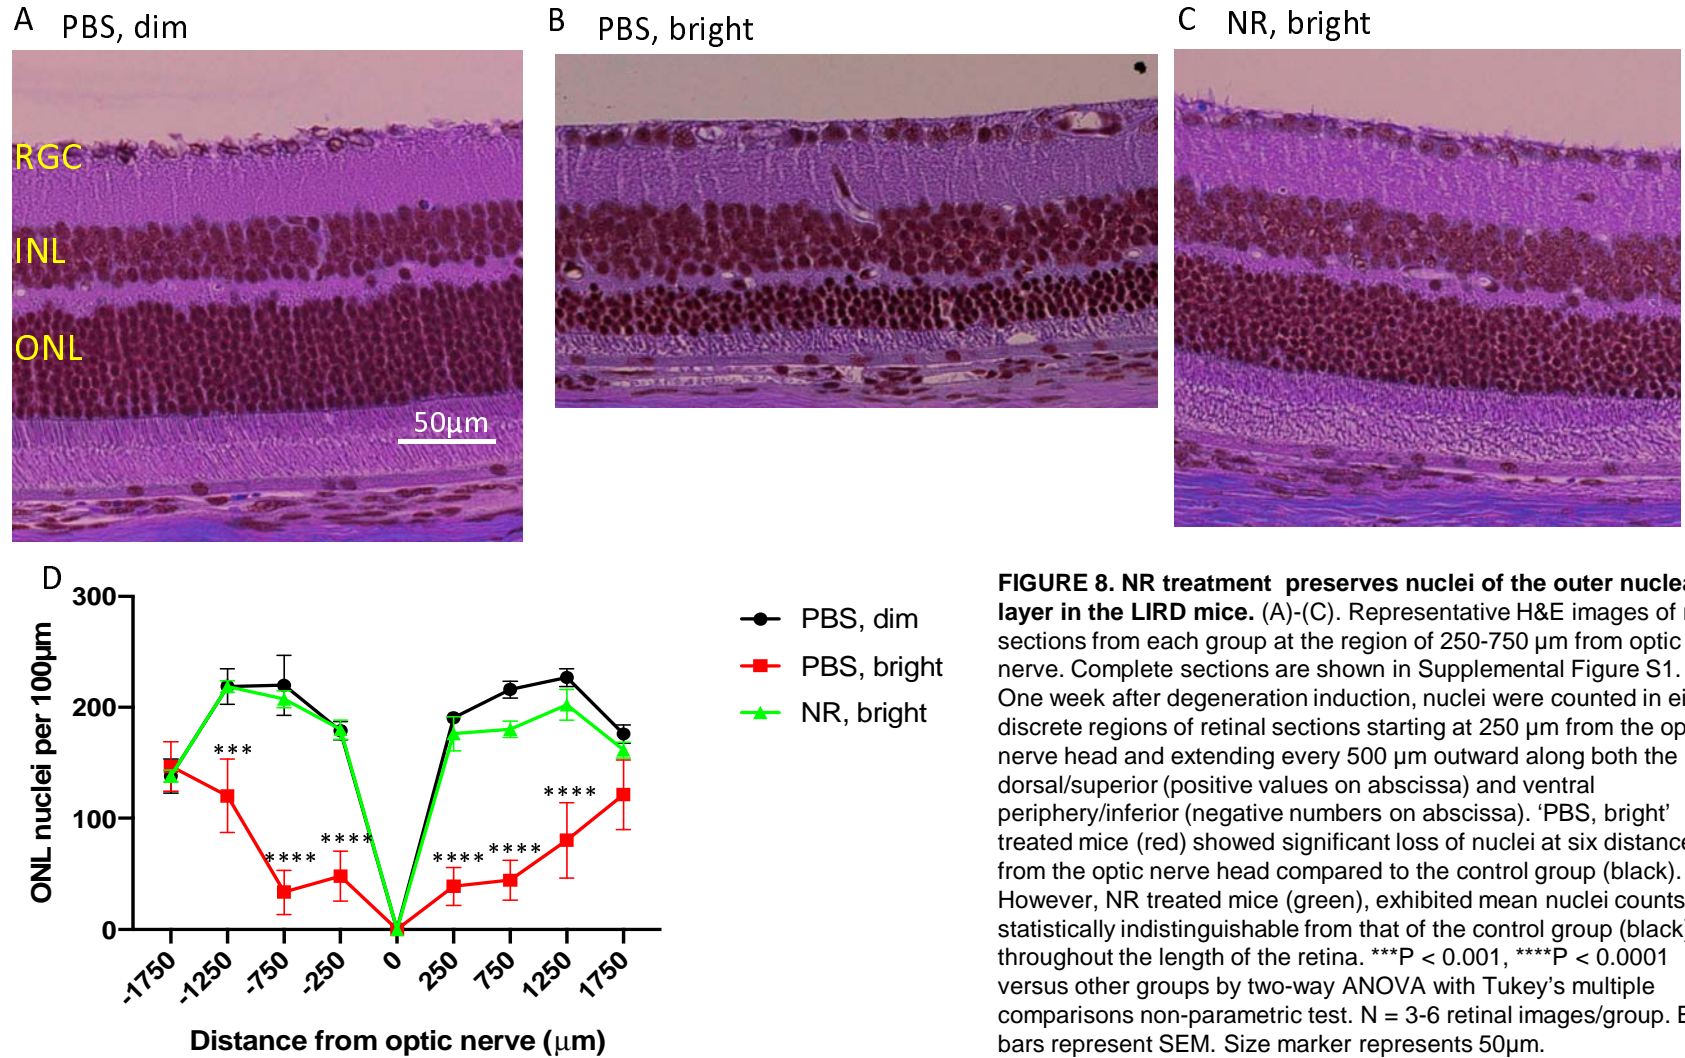 A PBS, dim
B PBS, bright
C NR, bright
RGC
INL
ONL
50µm
D
300
200
100
0
ONL nuclei per 100µm
***
****
****
****
****
****
-1750 -1250 -750 -250 0 250 750 1250 1750
Distance from optic nerve (µm)
PBS, dim
PBS, bright
NR, bright
FIGURE 8. NR treatment preserves nuclei of the outer
layer in the LIRD mice. (A)-(C). Representative H&E images of
sections from each group at the region of 250-750 µm from optic
nerve. Complete sections are shown in Supplemental Figure S1.
One week after degeneration induction, nuclei were counted in
discrete regions of retinal sections starting at 250 µm from the
nerve head and extending every 500 µm outward along both the
dorsal/superior (positive values on abscissa) and ventral
periphery/inferior (negative numbers on abscissa). ‘PBS, bright’
treated mice (red) showed significant loss of nuclei at six
from the optic nerve head compared to the control group (black).
However, NR treated mice (green), exhibited mean nuclei counts
statistically indistinguishable from that of the control group (black
throughout the length of the retina. ***P < 0.001, ****P < 0.0001
versus other groups by two-way ANOVA with Tukey’s multiple
comparisons non-parametric test. N = 3-6 retinal images/group.
bars represent SEM. Size marker represents 50µm.